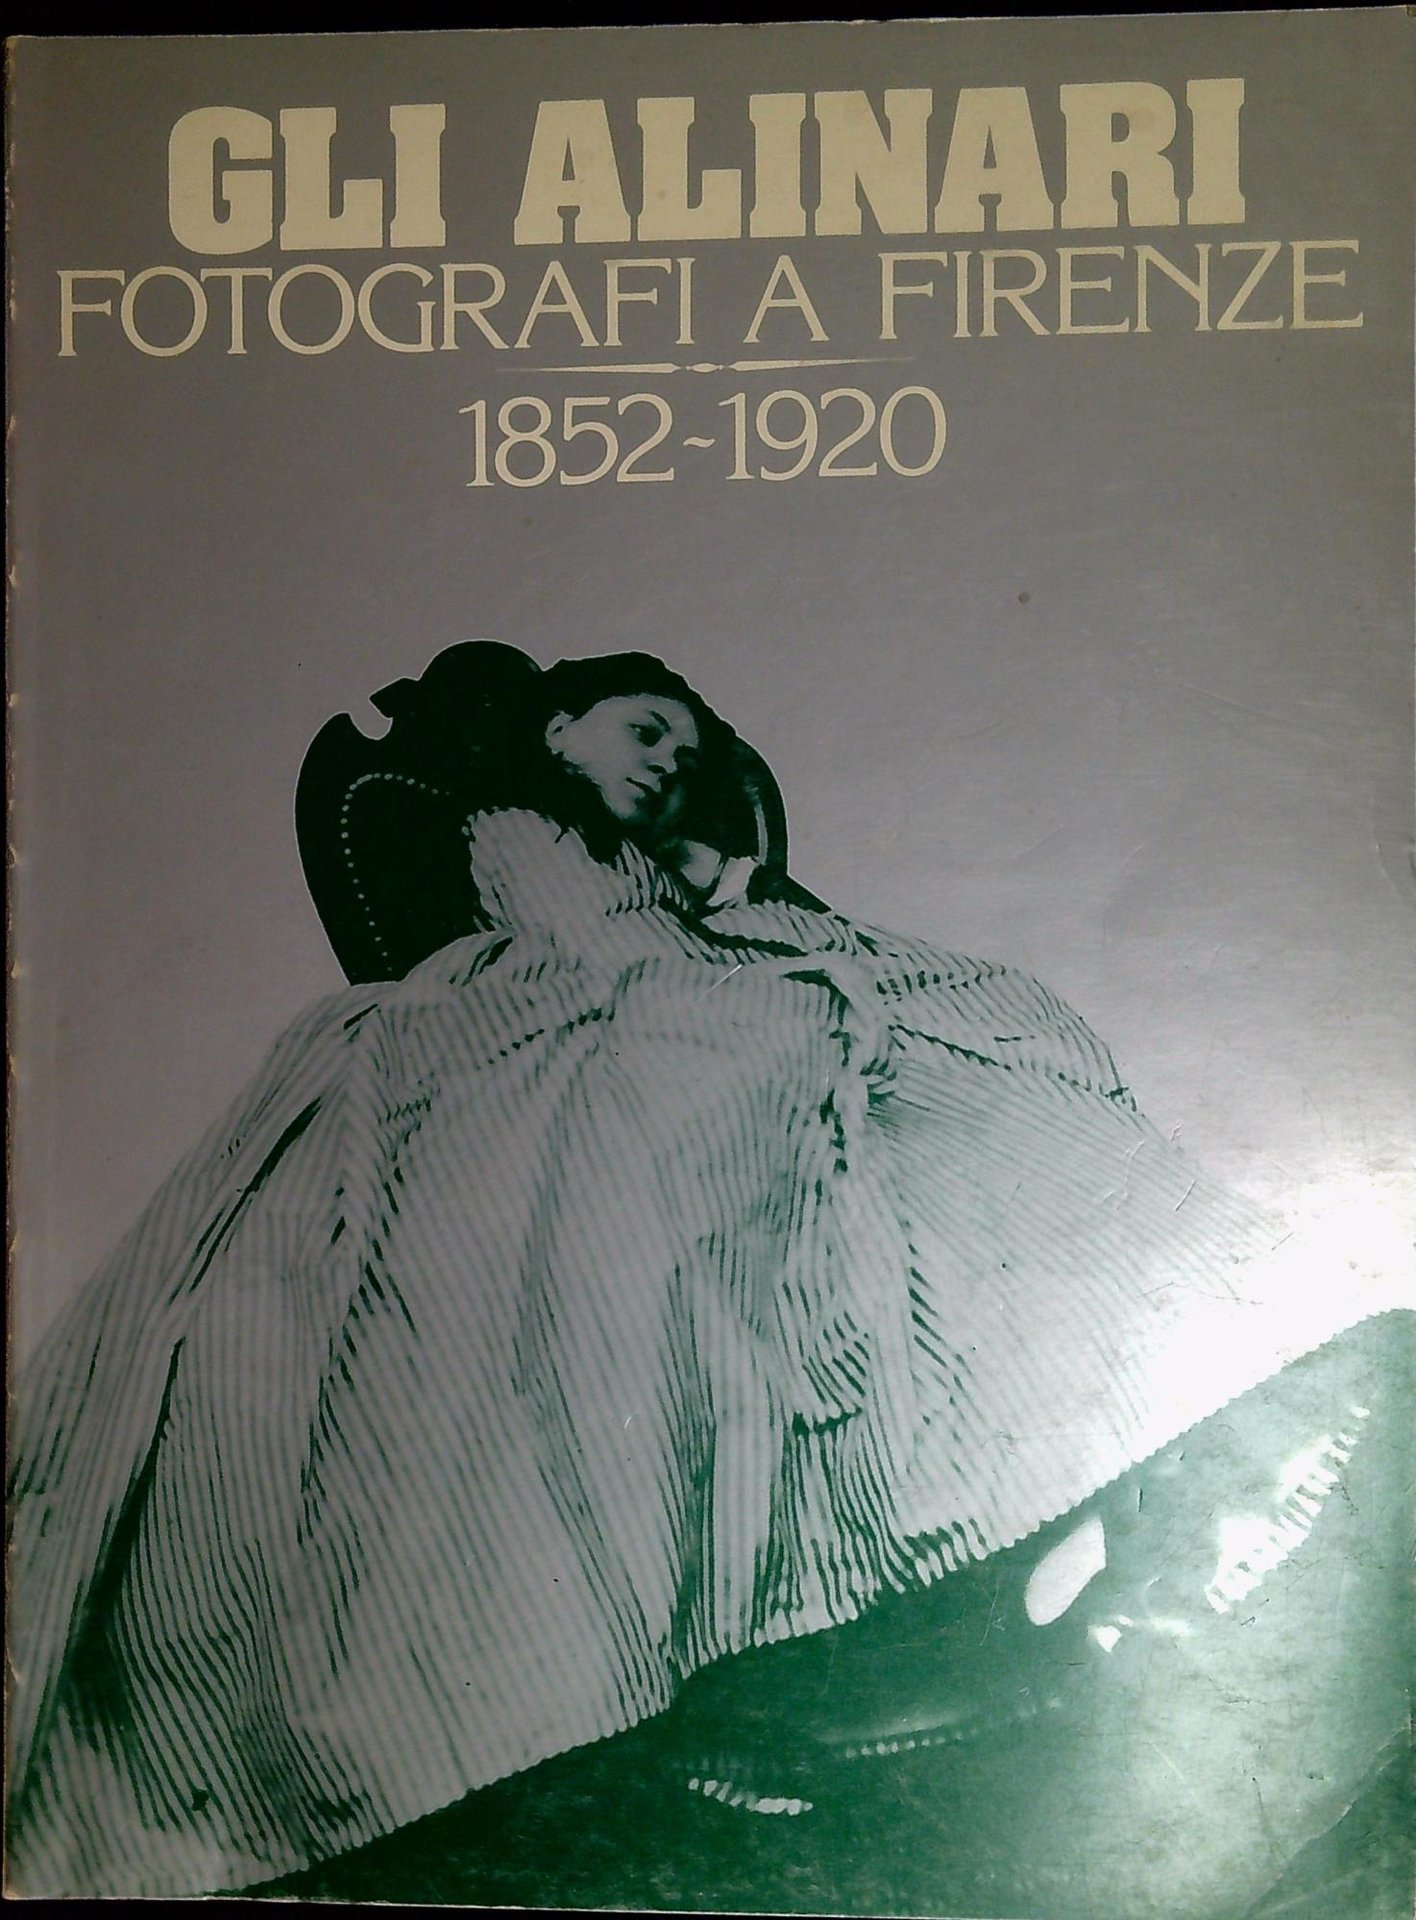 GLI ALINARI
FOTOGRAFI A FIRENZE
1852~1920